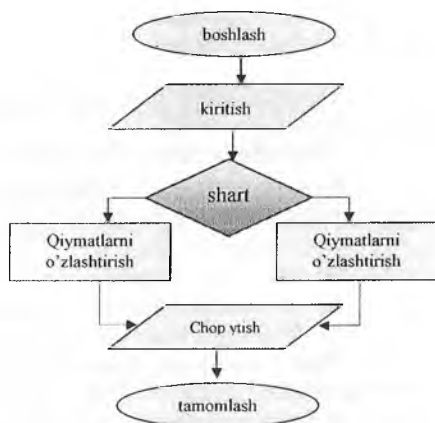 boshlash
kiritish
shart
Qiymatlarni
o'zlashtirish
Qiymatlarni
o'zlashtirish
Chop ytish
tamomlash